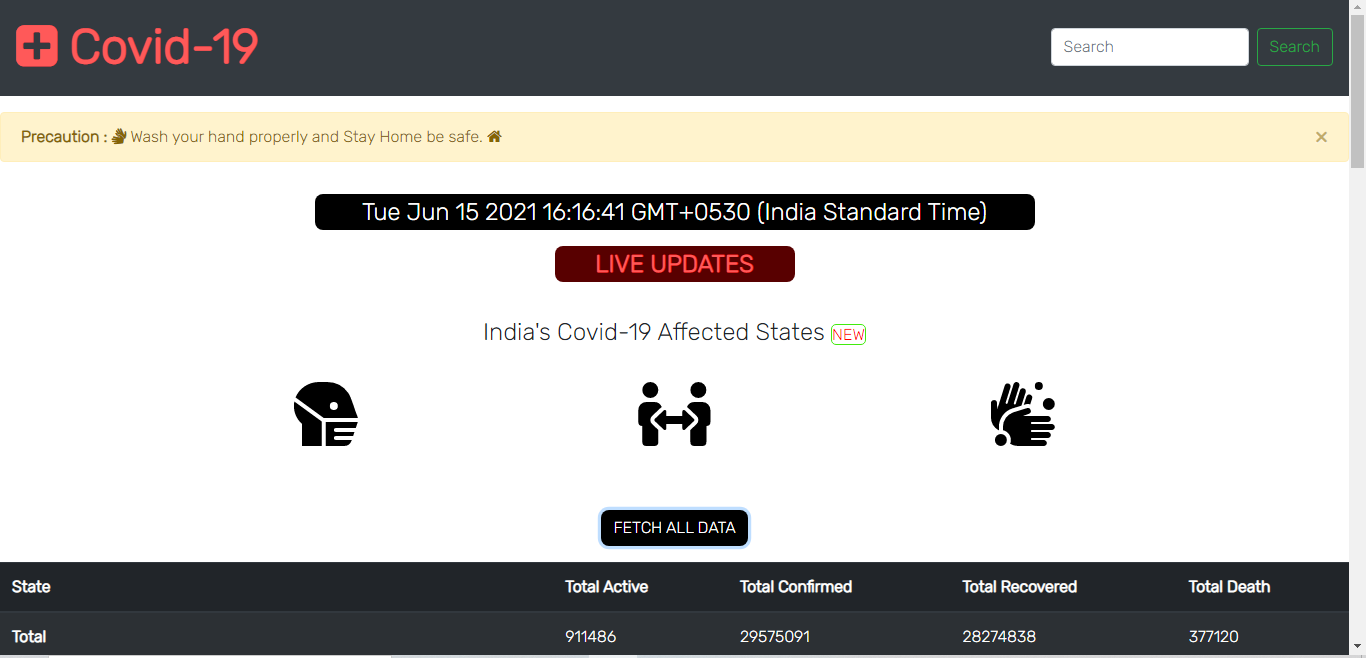 Covid-19
Search Search
Precaution : Wash your hand properly and Stay Home be safe. ×
Tue Jun 15 2021 16:16:41 GMT+0530 (India Standard Time)
LIVE UPDATES
India's Covid-19 Affected States NEW
FETCH ALL DATA
State Total Active Total Confirmed Total Recovered Total Death
Total 911486 29575091 28274838 377120